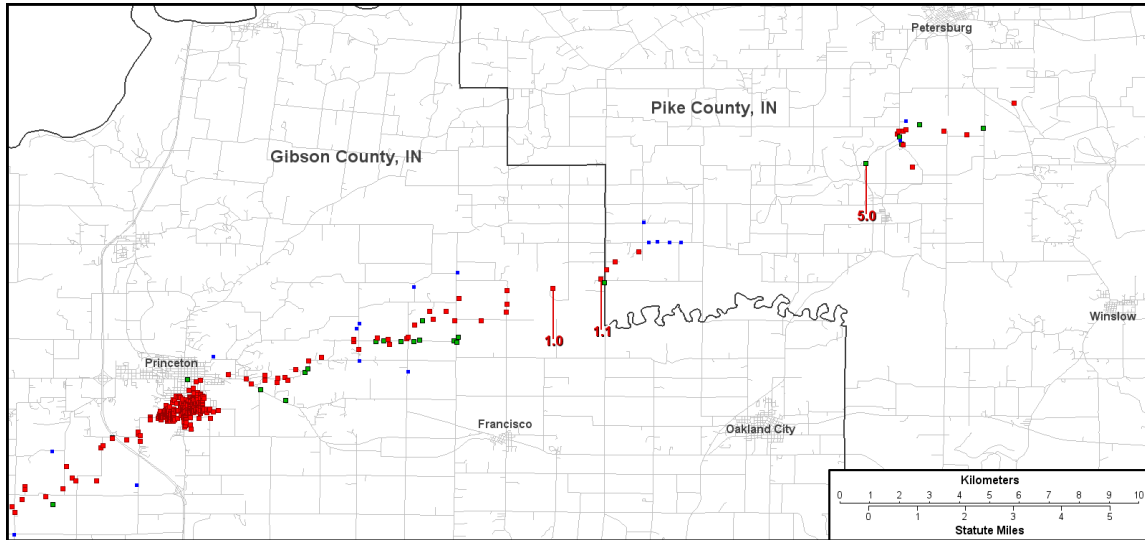 Petersburg
Pike County, IN
Gibson County, IN
5.0
Winslow
1.0
1.1
Princeton
Francisco
Oakland City
Kilometers
0 1 2 3 4 5 6 7 8 9 10
0 1 2 3 4 5
Statute Miles